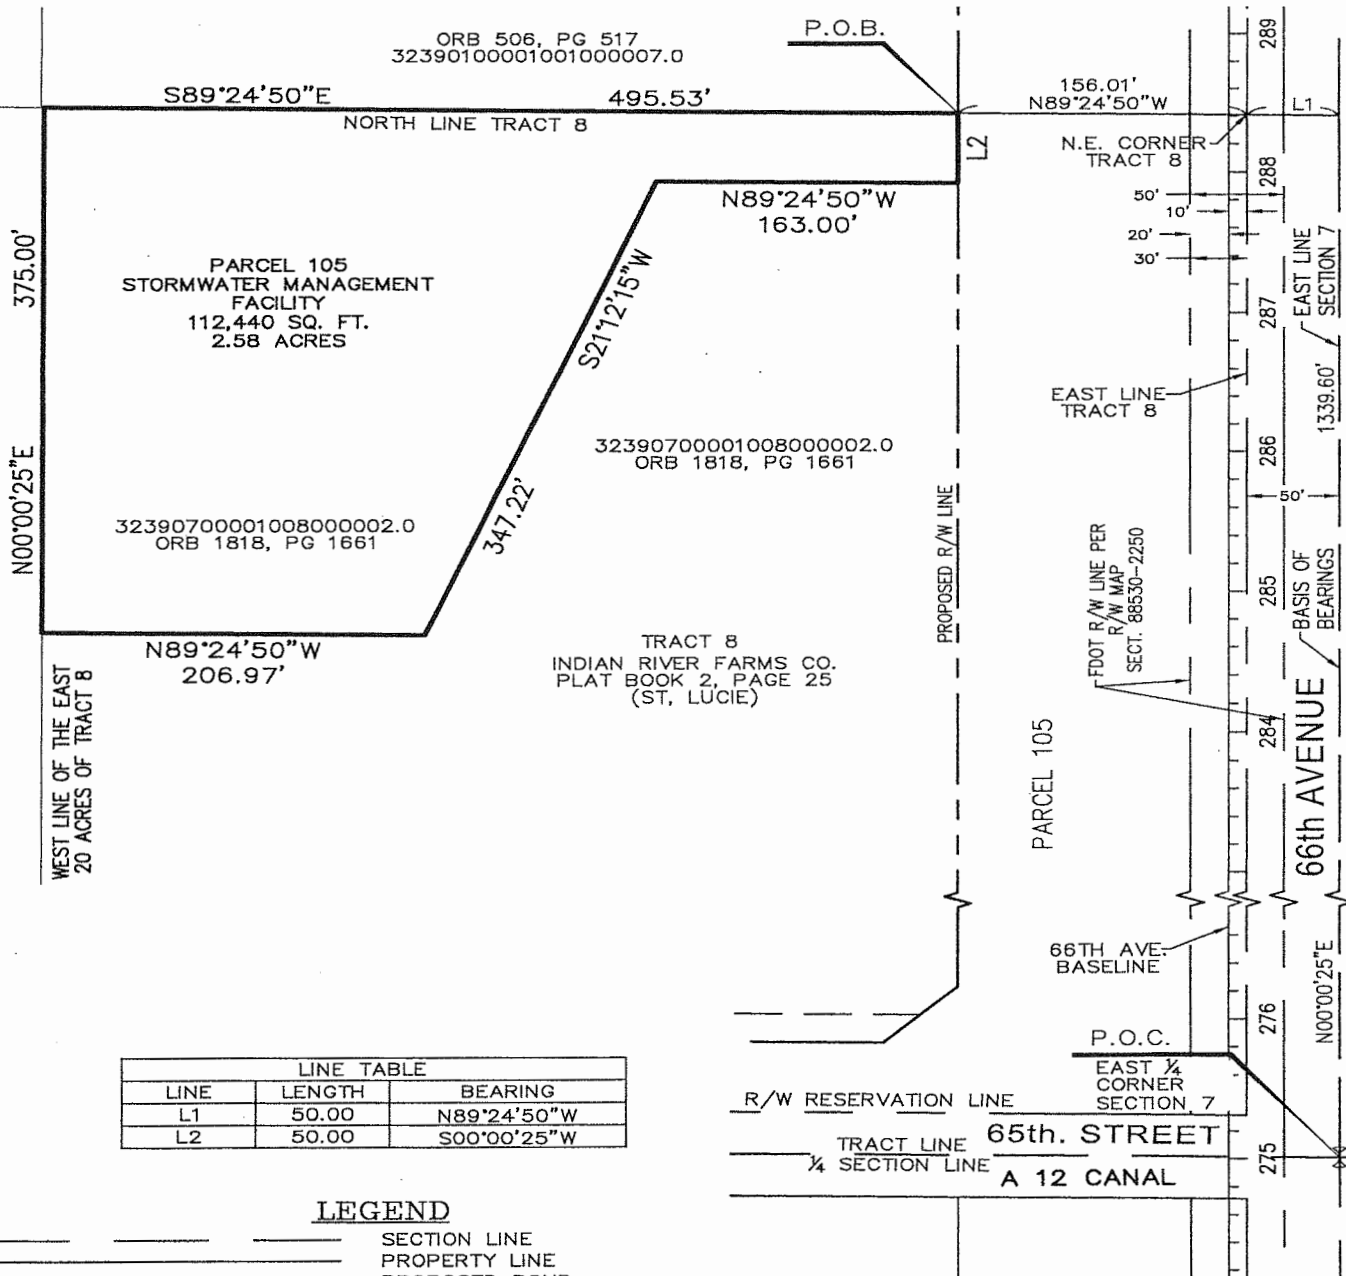 ORB 506, PG 517
32390100001001000007.0
P.O.B.
S89°24'50"E
495.53'
NORTH LINE TRACT 8
156.01'
N89°24'50"W
L1
L2
N.E. CORNER
TRACT 8
289
288
287
286
285
284
276
275
50'
10'
20'
30'
N89°24'50"W
163.00'
375.00'
N00°00'25"E
PARCEL 105
STORMWATER MANAGEMENT
FACILITY
112,440 SQ. FT.
2.58 ACRES
S21°12'15"W
347.22'
EAST LINE
SECTION 7
1339.60'
EAST LINE
TRACT 8
32390700001008000002.0
ORB 1818, PG 1661
32390700001008000002.0
ORB 1818, PG 1661
PROPOSED R/W LINE
50'
FDOT R/W LINE PER
R/W MAP
SECT. 88530-2250
BASIS OF
BEARINGS
N89°24'50"W
206.97'
TRACT 8
INDIAN RIVER FARMS CO.
PLAT BOOK 2, PAGE 25
(ST, LUCIE)
WEST LINE OF THE EAST
20 ACRES OF TRACT 8
PARCEL 105
66th AVENUE
66TH AVE.
BASELINE
N00°00'25"E
P.O.C.
EAST ¼
CORNER
SECTION 7
LINE TABLE
LINE LENGTH BEARING
L1 50.00 N89°24'50"W
L2 50.00 S00°00'25"W
R/W RESERVATION LINE
65th. STREET
TRACT LINE
¼ SECTION LINE
A 12 CANAL
LEGEND
SECTION LINE
PROPERTY LINE